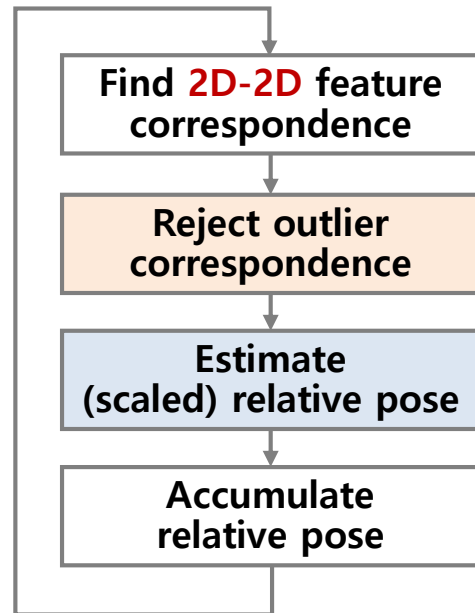 Find 2D-2D feature
correspondence
Reject outlier
correspondence
Estimate
(scaled) relative pose
Accumulate
relative pose